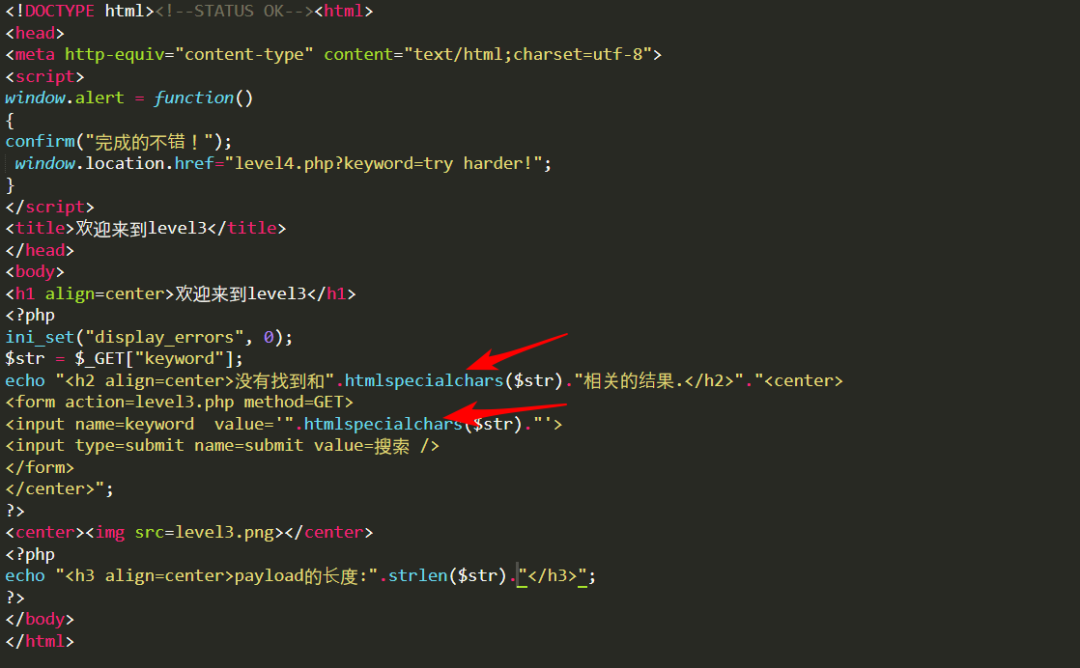 <!DOCTYPE html><!--STATUS OK--><html>
<head>
<meta http-equiv="content-type" content="text/html;charset=utf-8">
<script>
window.alert = function()
{
confirm("完成的不错！");
 window.location.href="level4.php?keyword=try harder!";
}
</script>
<title>欢迎来到level3</title>
</head>
<body>
<h1 align=center>欢迎来到level3</h1>
<?php
ini_set("display_errors", 0);
$str = $_GET["keyword"];
echo "<h2 align=center>没有找到和".htmlspecialchars($str)."相关的结果.</h2>"."<center>
<form action=level3.php method=GET>
<input name=keyword  value='".htmlspecialchars($str)."'>
<input type=submit name=submit value=搜索 />
</form>
</center>";
?>
<center><img src=level3.png></center>
<?php
echo "<h3 align=center>payload的长度:".strlen($str)."</h3>";
?>
</body>
</html>